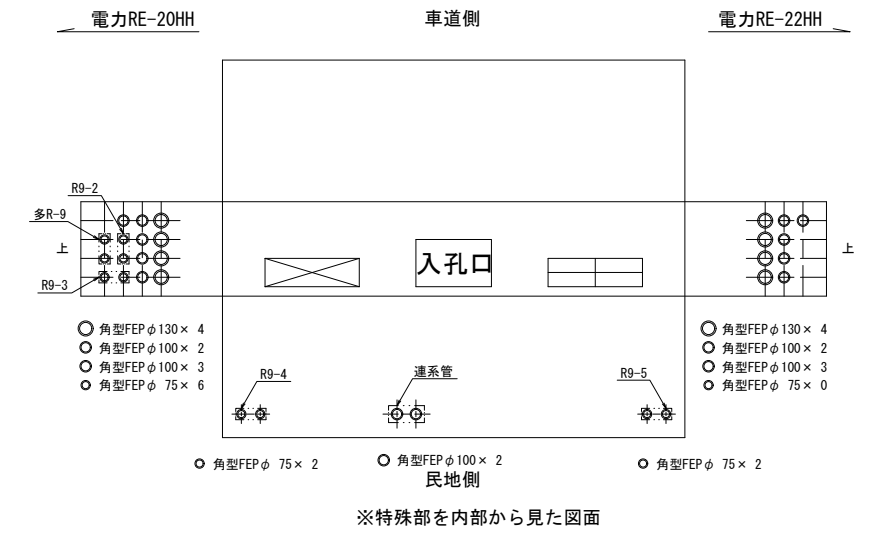 電力RE-20HH
車道側
電力RE-22HH
R9-2
多R-9
上
上
入孔口
R9-3
角型FEPφ130× 4
角型FEPφ100× 2
角型FEPφ100× 3
角型FEPφ 75× 6
角型FEPφ130× 4
角型FEPφ100× 2
角型FEPφ100× 3
角型FEPφ 75× 0
R9-4
連系管
R9-5
角型FEPφ 75× 2
角型FEPφ100× 2
角型FEPφ 75× 2
民地側
※特殊部を内部から見た図面